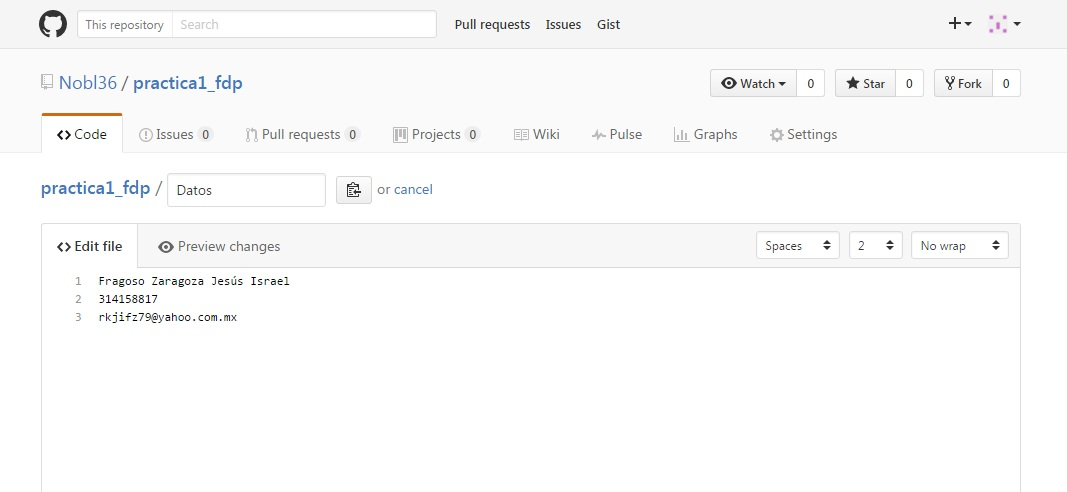 This repository Search Pull requests Issues Gist
Nobl36 / practica1_fdp Watch 0 Star 0 Fork 0
Code Issues 0 Pull requests 0 Projects 0 Wiki Pulse Graphs Settings
practica1_fdp / Datos or cancel
Edit file Preview changes Spaces 2 No wrap
1 Fragoso Zaragoza Jesús Israel
2 314158817
3 rkjifz79@yahoo.com.mx